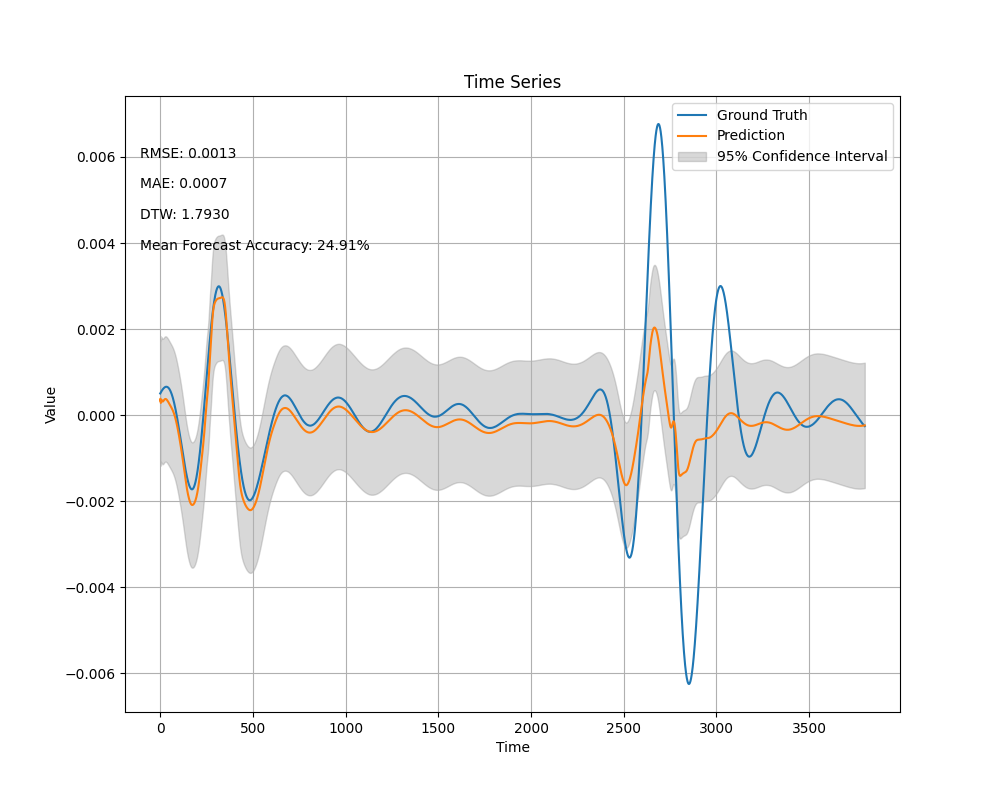 Time Series
Ground Truth
Prediction
95% Confidence Interval
RMSE: 0.0013
MAE: 0.0007
DTW: 1.7930
Mean Forecast Accuracy: 24.91%
Value
0.006
0.004
0.002
0.000
−0.002
−0.004
−0.006
0 500 1000 1500 2000 2500 3000 3500
Time